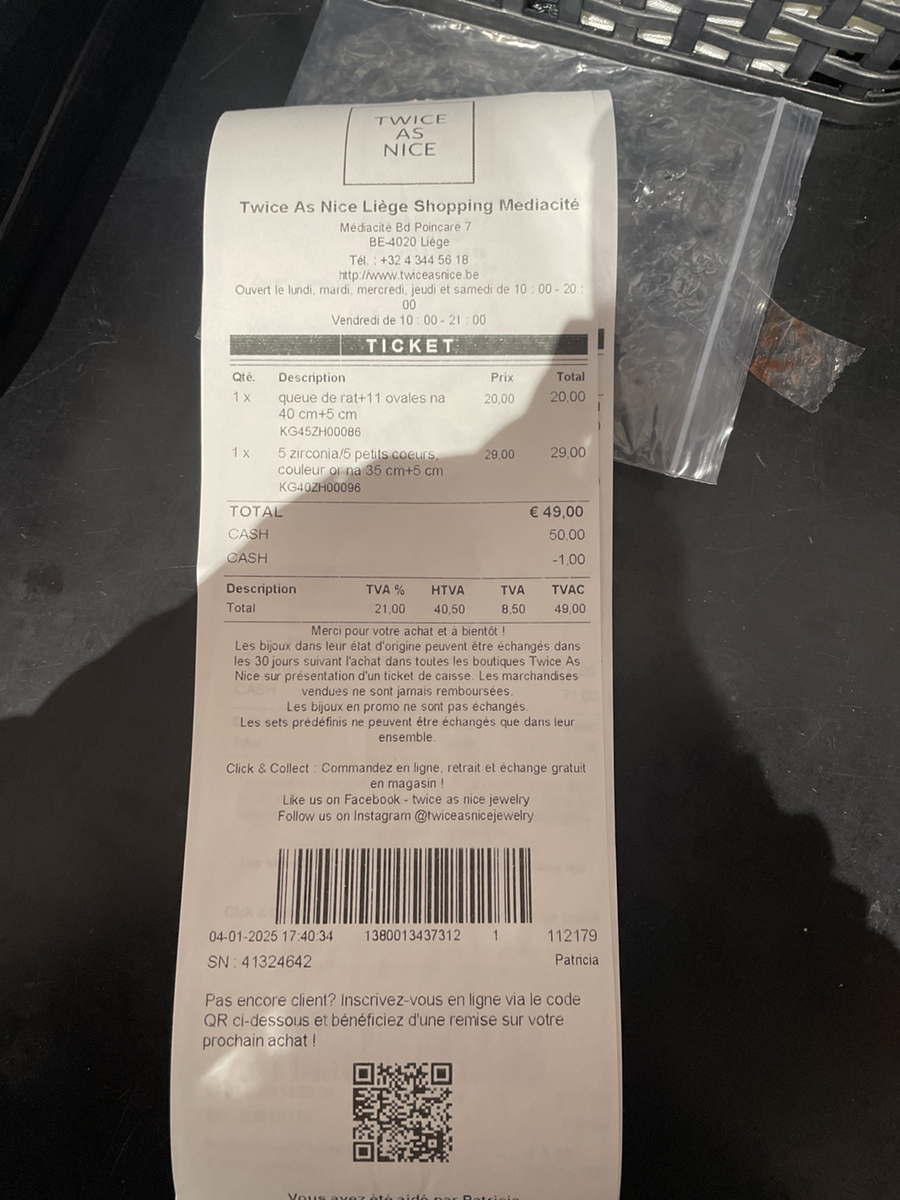 TWICE
AS
NICE
Twice As Nice Liège Shopping Mediacité
Médiacité Bd Poincaré 7
BE-4020 Liège
Tél. : +32 4 344 56 18
http://www.twiceasnice.be
Ouvert le lundi, mardi, mercredi, jeudi et samedi de 10 : 00 - 20 :
00
Vendredi de 10 : 00 - 21 : 00
TICKET
Qté. Description Prix Total
1 x queue de rat+11 ovales na 20,00 20,00
40 cm+5 cm
KG45ZH00086
1 x 5 zirconia/5 petits coeurs, 29,00 29,00
couleur or na 35 cm+5 cm
KG40ZH00096
TOTAL € 49,00
CASH 50,00
CASH -1,00
Description TVA % HTVA TVA TVAC
Total 21,00 40,50 8,50 49,00
Merci pour votre achat et à bientôt !
Les bijoux dans leur état d'origine peuvent être échangés dans
les 30 jours suivant l'achat dans toutes les boutiques Twice As
Nice sur présentation d'un ticket de caisse. Les marchandises
vendues ne sont jamais remboursées.
Les bijoux en promo ne sont pas échangés.
Les sets prédéfinis ne peuvent être échangés que dans leur
ensemble.
Click & Collect : Commandez en ligne, retrait et échange gratuit
en magasin !
Like us on Facebook - twice as nice jewelry
Follow us on Instagram @twiceasnicejewelry
04-01-2025 17:40:34 1380013437312 1 112179
SN : 41324642 Patricia
Pas encore client? Inscrivez-vous en ligne via le code
QR ci-dessous et bénéficiez d'une remise sur votre
prochain achat !
Vous avez été aidé par Patricia